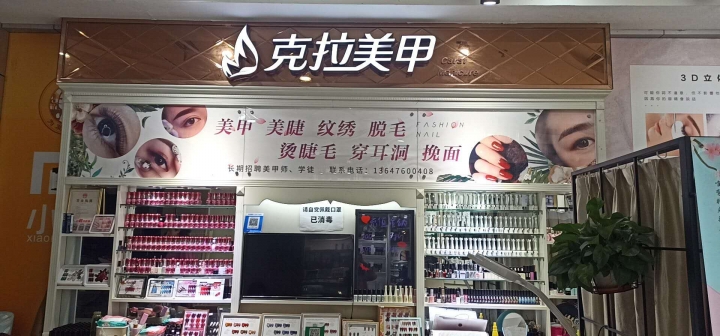 克拉美甲
美甲 美睫 纹绣 脱毛
FASHION
NAIL
烫睫毛 穿耳洞 挽面
长期招聘美甲师、学徒 联系电话：13647600408
请自觉佩戴口罩
已消毒
3D立体
小
xiao